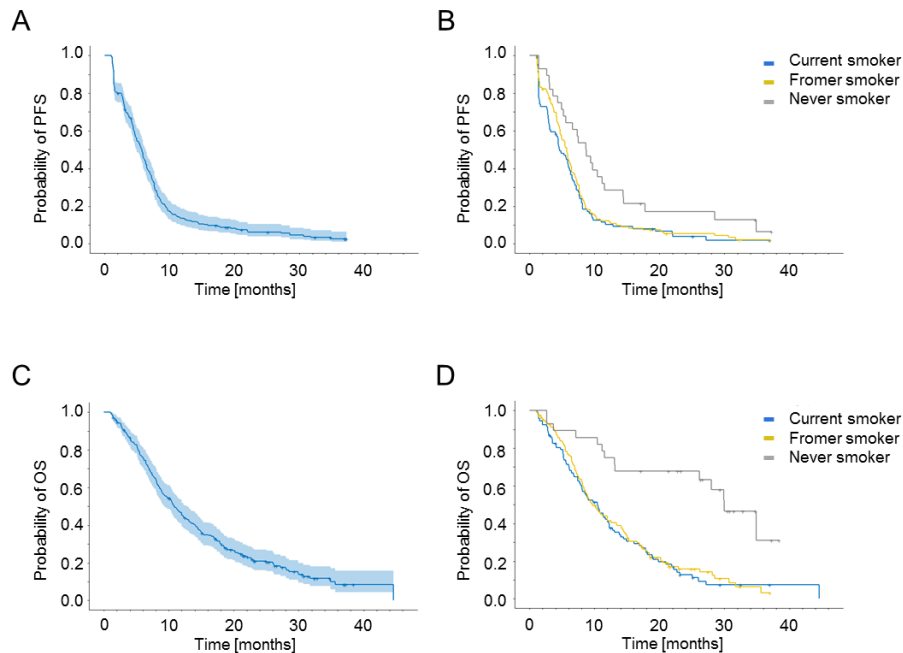 A
1.0
0.8
0.6
0.4
0.2
0.0
Probability of PFS
0 10 20 30 40
Time [months]
B
1.0
0.8
0.6
0.4
0.2
0.0
Probability of PFS
0 10 20 30 40
Time [months]
Current smoker
Fromer smoker
Never smoker
C
1.0
0.8
0.6
0.4
0.2
0.0
Probability of OS
0 10 20 30 40
Time [months]
D
1.0
0.8
0.6
0.4
0.2
0.0
Probability of OS
0 10 20 30 40
Time [months]
Current smoker
Fromer smoker
Never smoker